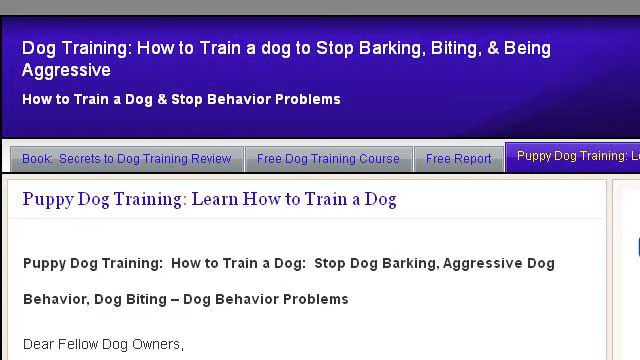 Dog Training: How to Train a dog to Stop Barking, Biting, & Being
Aggressive
How to Train a Dog & Stop Behavior Problems
Book: Secrets to Dog Training Review
Free Dog Training Course
Free Report
Puppy Dog Training:
Puppy Dog Training: Learn How to Train a Dog
Puppy Dog Training: How to Train a Dog: Stop Dog Barking, Aggressive Dog
Behavior, Dog Biting – Dog Behavior Problems
Dear Fellow Dog Owners,